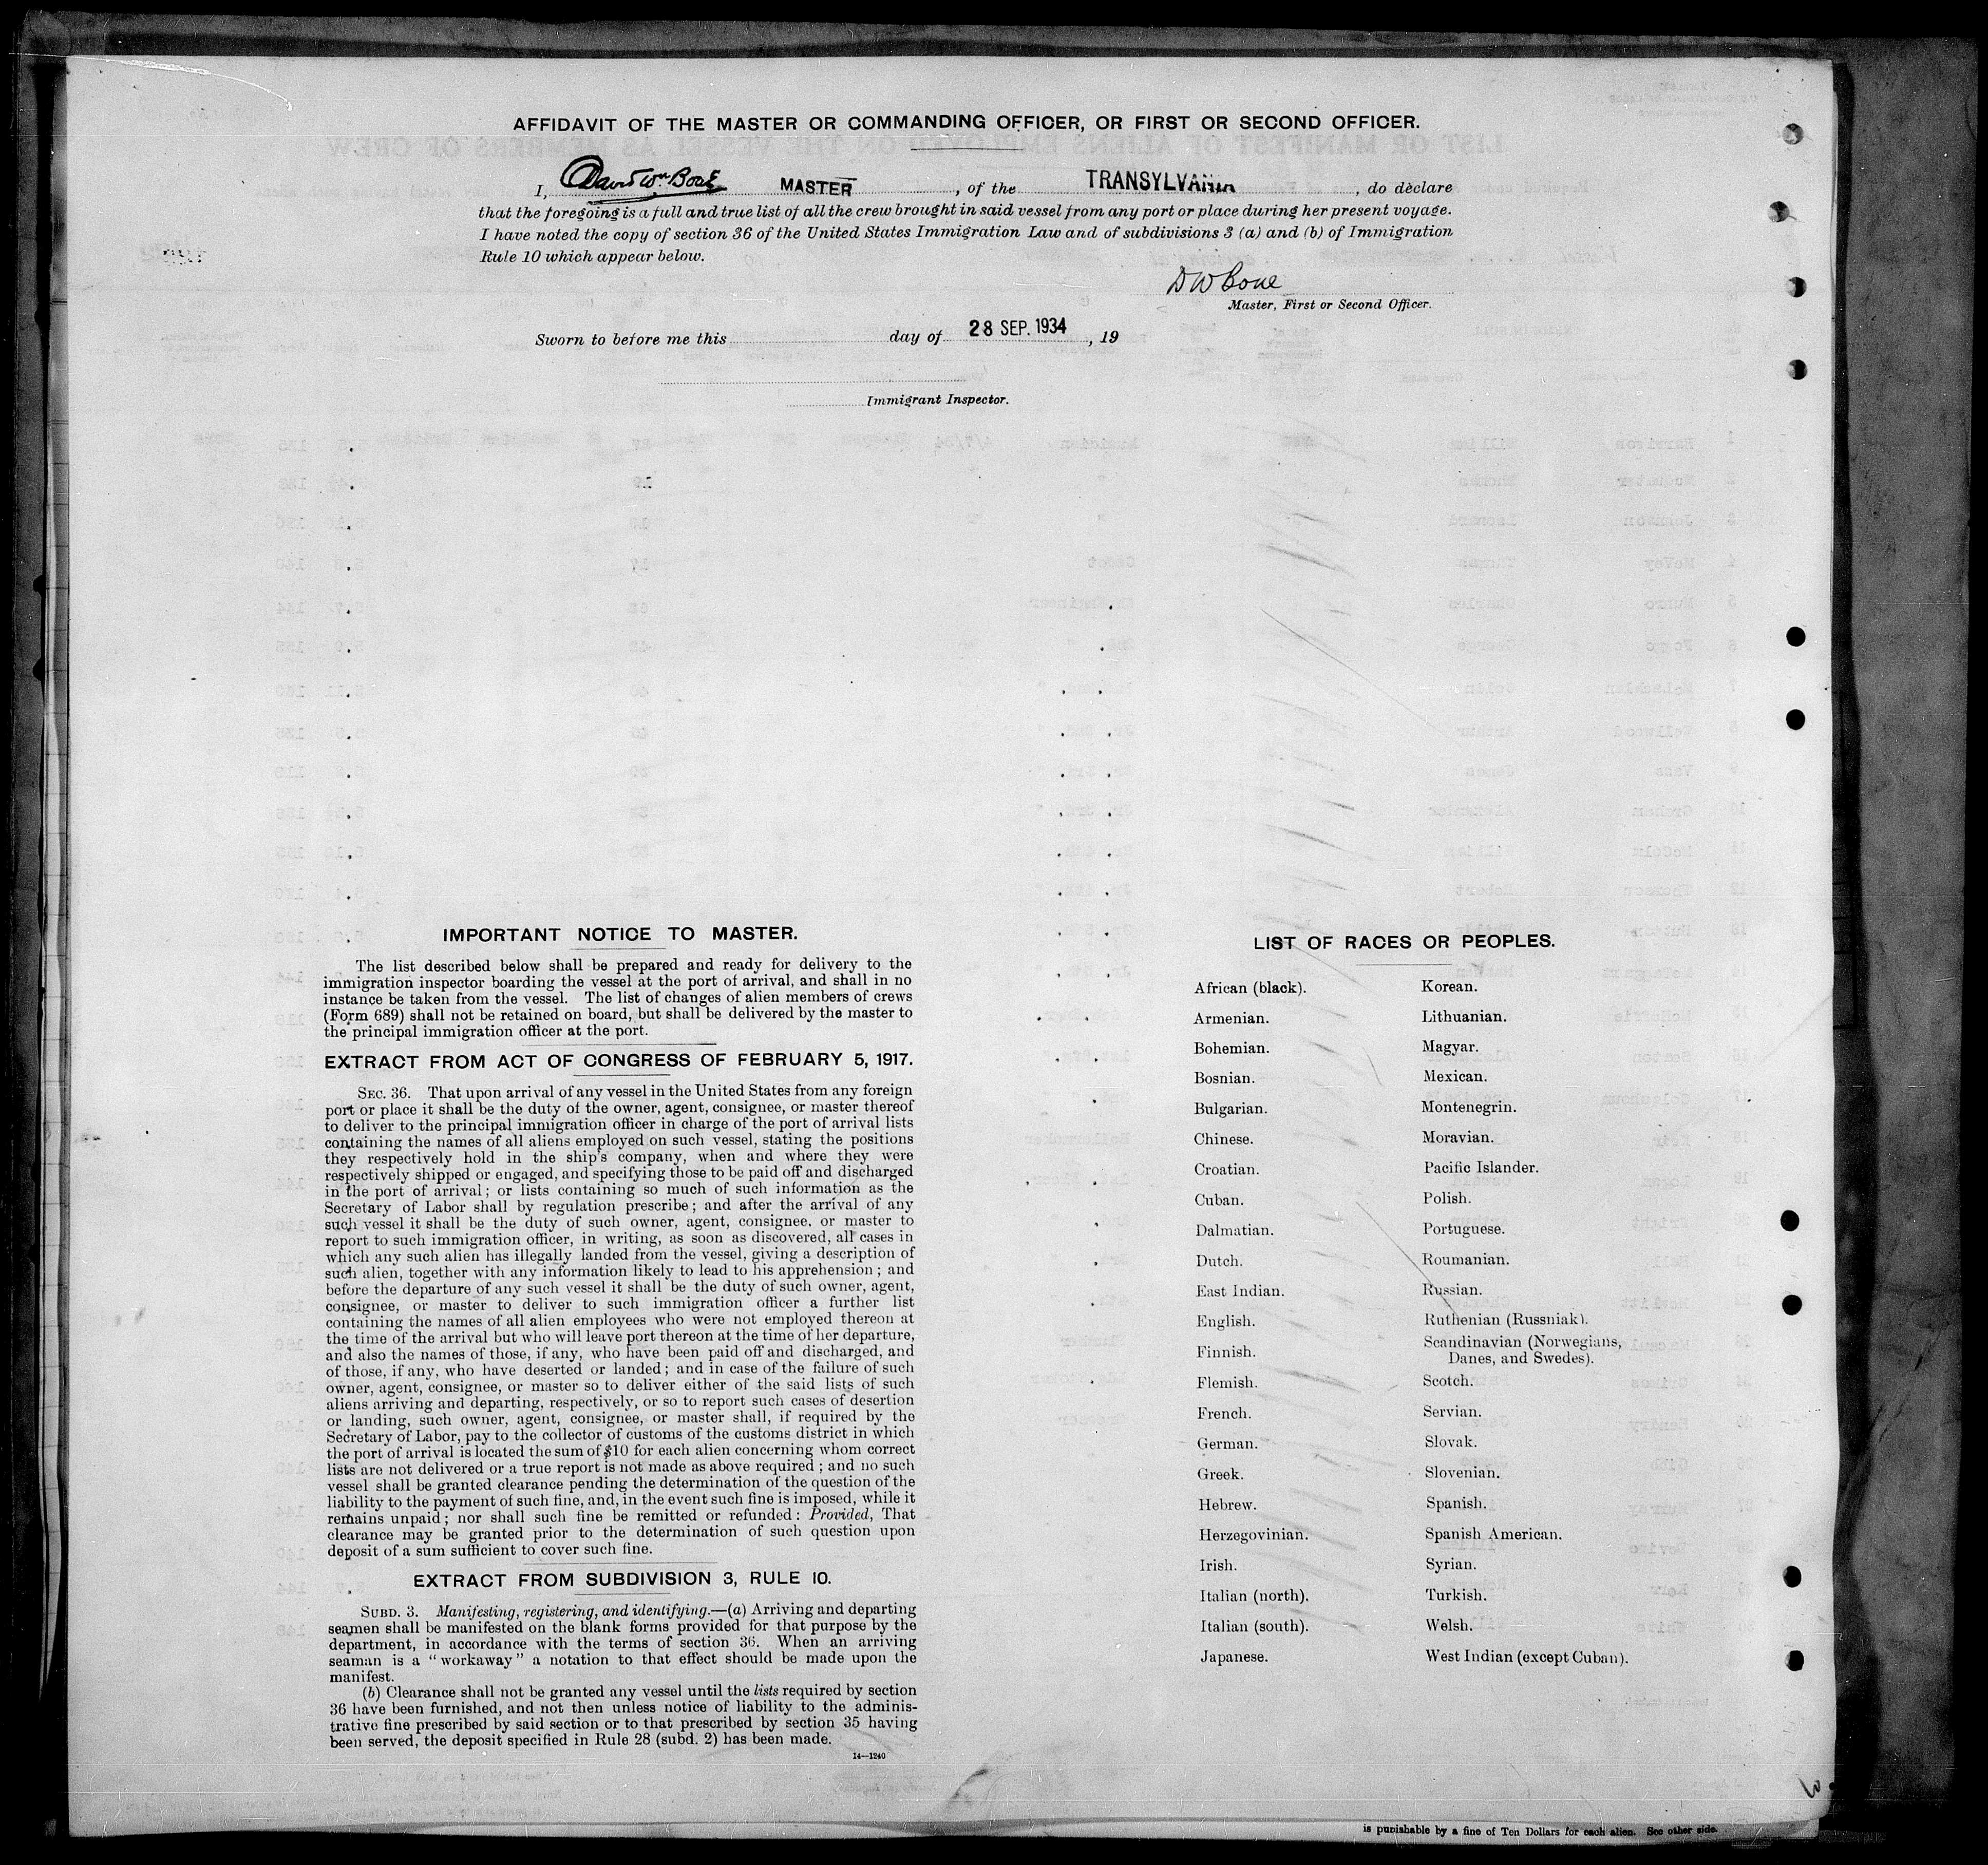 AFFIDAVIT OF THE MASTER OR COMMANDING OFFICER, OR FIRST OR SECOND OFFICER.
I, David Wm Bone MASTER, of the TRANSYLVANIA, do declare
that the foregoing is a full and true list of all the crew brought in said vessel from any port or place during her present voyage.
I have noted the copy of section 36 of the United States Immigration Law and of subdivisions 3 (a) and (b) of Immigration
Rule 10 which appear below.
D W Bone
Master, First or Second Officer.
Sworn to before me this day of 28 SEP. 1934, 19
Immigrant Inspector.
IMPORTANT NOTICE TO MASTER.
The list described below shall be prepared and ready for delivery to the
immigration inspector boarding the vessel at the port of arrival, and shall in no
instance be taken from the vessel. The list of changes of alien members of crews
(Form 689) shall not be retained on board, but shall be delivered by the master to
the principal immigration officer at the port.
EXTRACT FROM ACT OF CONGRESS OF FEBRUARY 5, 1917.
SEC. 36. That upon arrival of any vessel in the United States from any foreign
port or place it shall be the duty of the owner, agent, consignee, or master thereof
to deliver to the principal immigration officer in charge of the port of arrival lists
containing the names of all aliens employed on such vessel, stating the positions
they respectively hold in the ship's company, when and where they were
respectively shipped or engaged, and specifying those to be paid off and discharged
in the port of arrival; or lists containing so much of such information as the
Secretary of Labor shall by regulation prescribe; and after the arrival of any
such vessel it shall be the duty of such owner, agent, consignee, or master to
report to such immigration officer, in writing, as soon as discovered, all cases in
which any such alien has illegally landed from the vessel, giving a description of
such alien, together with any information likely to lead to his apprehension; and
before the departure of any such vessel it shall be the duty of such owner, agent,
consignee, or master to deliver to such immigration officer a further list
containing the names of all alien employees who were not employed thereon at
the time of the arrival but who will leave port thereon at the time of her departure,
and also the names of those, if any, who have been paid off and discharged, and
of those, if any, who have deserted or landed; and in case of the failure of such
owner, agent, consignee, or master so to deliver either of the said lists of such
aliens arriving and departing, respectively, or so to report such cases of desertion
or landing, such owner, agent, consignee, or master shall, if required by the
Secretary of Labor, pay to the collector of customs of the customs district in which
the port of arrival is located the sum of $10 for each alien concerning whom correct
lists are not delivered or a true report is not made as above required; and no such
vessel shall be granted clearance pending the determination of the question of the
liability to the payment of such fine, and, in the event such fine is imposed, while it
remains unpaid; nor shall such fine be remitted or refunded: Provided, That
clearance may be granted prior to the determination of such question upon
deposit of a sum sufficient to cover such fine.
EXTRACT FROM SUBDIVISION 3, RULE 10.
SUBD. 3. Manifesting, registering, and identifying.—(a) Arriving and departing
seamen shall be manifested on the blank forms provided for that purpose by the
department, in accordance with the terms of section 36. When an arriving
seaman is a "workaway" a notation to that effect should be made upon the
manifest.
(b) Clearance shall not be granted any vessel until the lists required by section
36 have been furnished, and not then unless notice of liability to the adminis-
trative fine prescribed by said section or to that prescribed by section 35 having
been served, the deposit specified in Rule 28 (subd. 2) has been made.
14—1240
LIST OF RACES OR PEOPLES.
African (black).
Armenian.
Bohemian.
Bosnian.
Bulgarian.
Chinese.
Croatian.
Cuban.
Dalmatian.
Dutch.
East Indian.
English.
Finnish.
Flemish.
French.
German.
Greek.
Hebrew.
Herzegovinian.
Irish.
Italian (north).
Italian (south).
Japanese.
Korean.
Lithuanian.
Magyar.
Mexican.
Montenegrin.
Moravian.
Pacific Islander.
Polish.
Portuguese.
Roumanian.
Russian.
Ruthenian (Russniak).
Scandinavian (Norwegians,
Danes, and Swedes).
Scotch.
Servian.
Slovak.
Slovenian.
Spanish.
Spanish American.
Syrian.
Turkish.
Welsh.
West Indian (except Cuban).
is punishable by a fine of Ten Dollars for each alien. See other side.